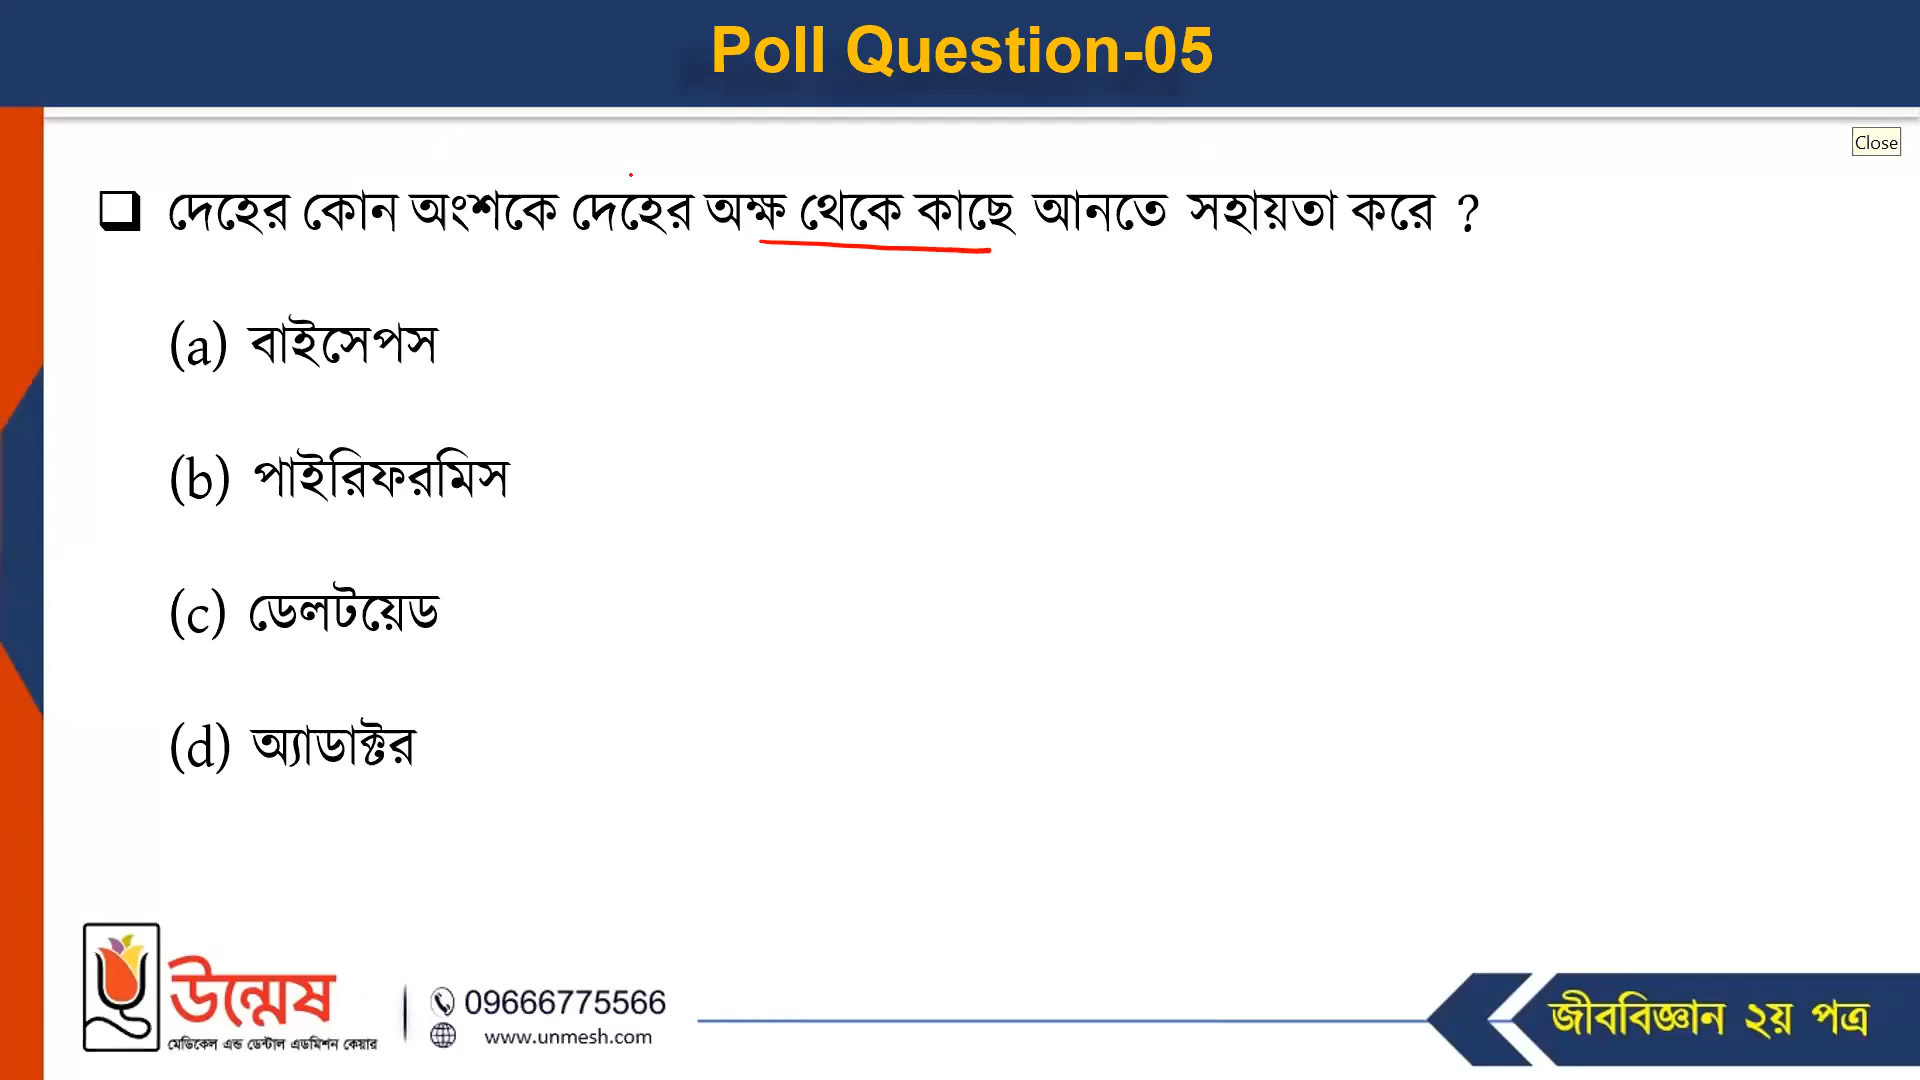 Poll Question-05
Close
দেহের কোন অংশকে দেহের অক্ষ থেকে কাছে আনতে সহায়তা করে ?
(a) বাইসেপস
(b) পাইরিফরমিস
(c) ডেলটয়েড
(d) অ্যাডাক্টর
উন্মেষ
মেডিকেল এন্ড ডেন্টাল এডমিশন কেয়ার
09666775566
www.unmesh.com
জীববিজ্ঞান ২য় পত্র